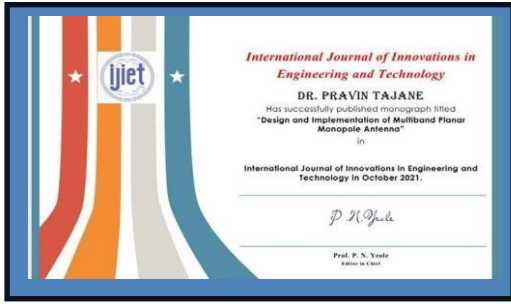 ijiet
International Journal of Innovations in
Engineering and Technology
DR. PRAVIN TAJANE
Has successfully published monograph titled
"Design and Implementation of Multiband Planar
Monopole Antenna"
in
International Journal of Innovations in Engineering and
Technology in October 2021.
P. N. Yeole
Prof. P. N. Yeole
Editor in Chief